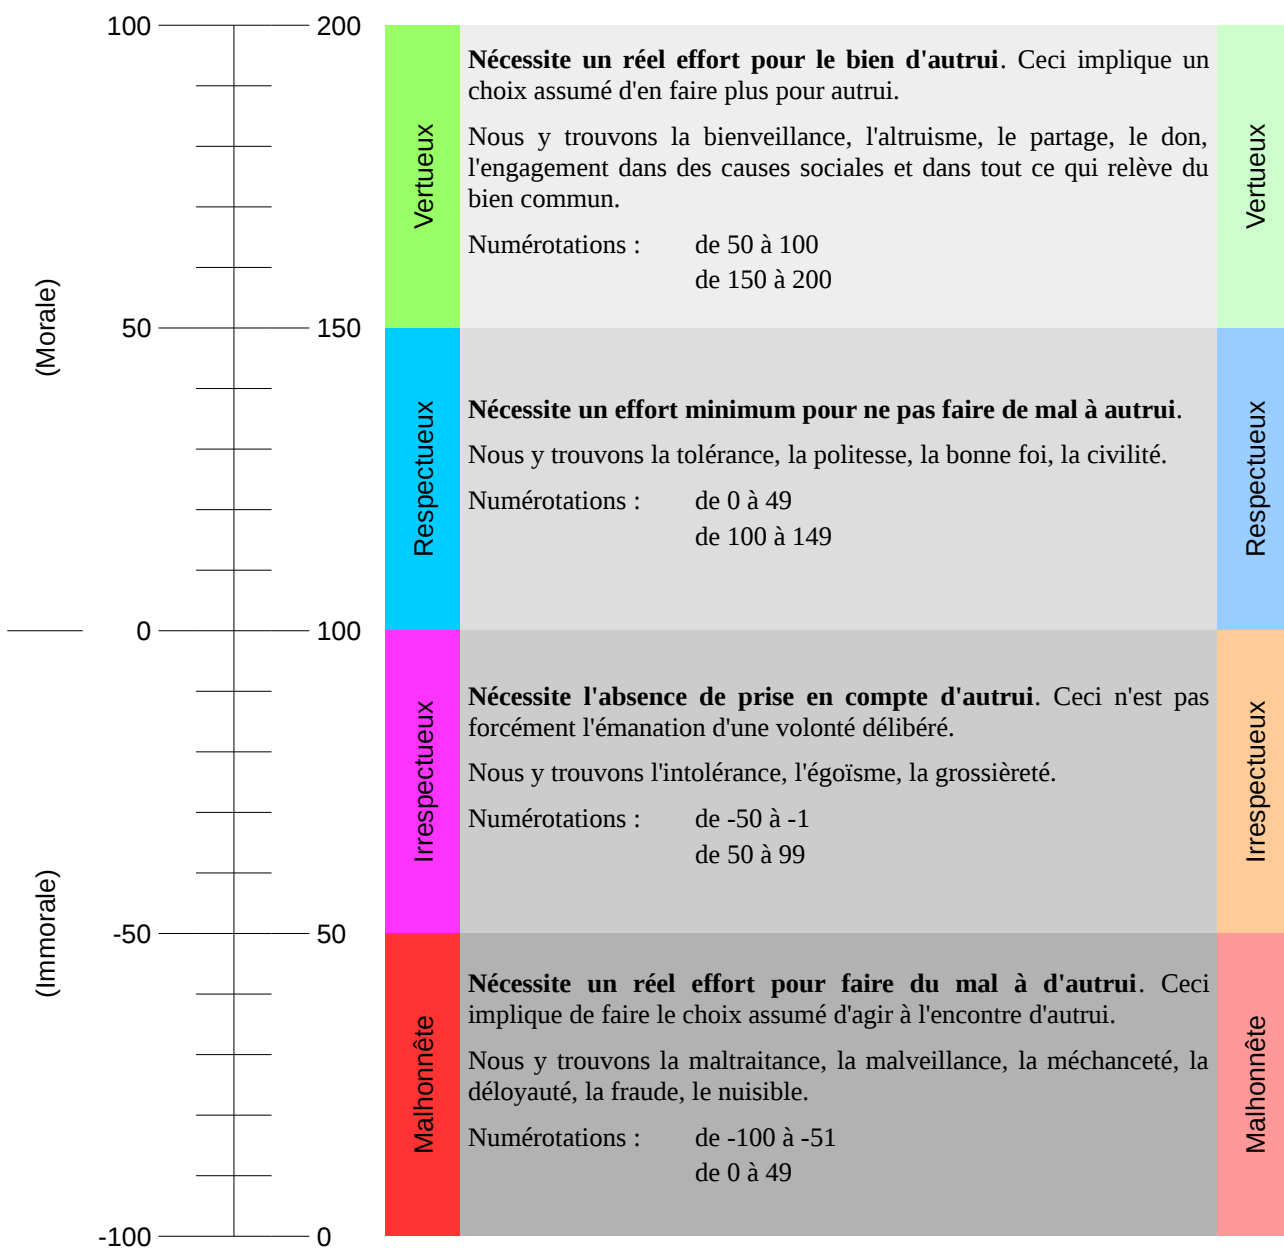 100
200
Vertueux
Nécessite un réel effort pour le bien d'autrui. Ceci implique un
choix assumé d'en faire plus pour autrui.
Nous y trouvons la bienveillance, l'altruisme, le partage, le don,
l'engagement dans des causes sociales et dans tout ce qui relève du
bien commun.
Numérotations : de 50 à 100
de 150 à 200
Vertueux
(Morale)
50
150
Respectueux
Nécessite un effort minimum pour ne pas faire de mal à autrui.
Nous y trouvons la tolérance, la politesse, la bonne foi, la civilité.
Numérotations : de 0 à 49
de 100 à 149
Respectueux
0
100
Irrespectueux
Nécessite l'absence de prise en compte d'autrui. Ceci n'est pas
forcément l'émanation d'une volonté délibéré.
Nous y trouvons l'intolérance, l'égoïsme, la grossièreté.
Numérotations : de -50 à -1
de 50 à 99
Irrespectueux
(Immorale)
-50
50
Malhonnête
Nécessite un réel effort pour faire du mal à d'autrui. Ceci
implique de faire le choix assumé d'agir à l'encontre d'autrui.
Nous y trouvons la maltraitance, la malveillance, la méchanceté, la
déloyauté, la fraude, le nuisible.
Numérotations : de -100 à -51
de 0 à 49
Malhonnête
-100
0